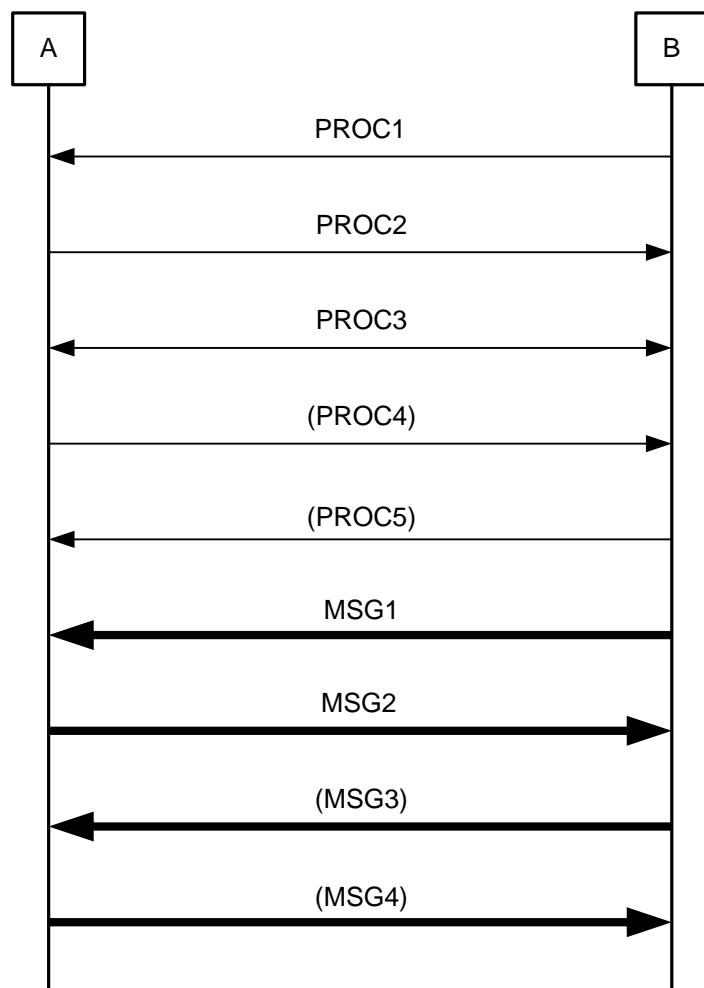 A
B
PROC1
PROC2
PROC3
(PROC4)
(PROC5)
MSG1
MSG2
(MSG3)
(MSG4)